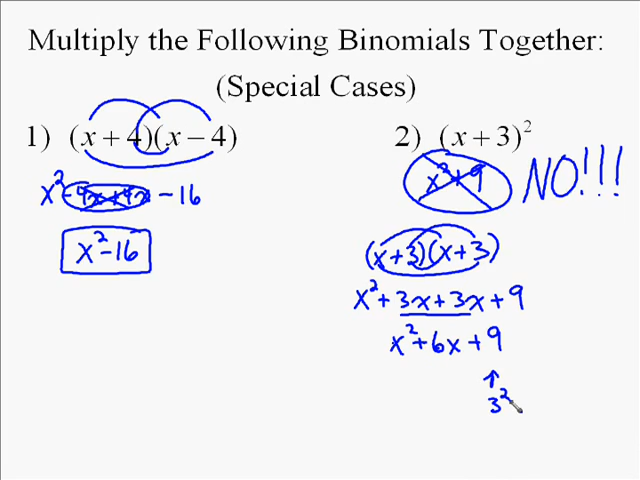 Multiply the Following Binomials Together:
(Special Cases)
1) (x + 4)(x − 4)
x² − 4x + 4x − 16
x² − 16
2) (x + 3)²
x² + 9 NO!!!
(x + 3)(x + 3)
x² + 3x + 3x + 9
x² + 6x + 9
↑
3²